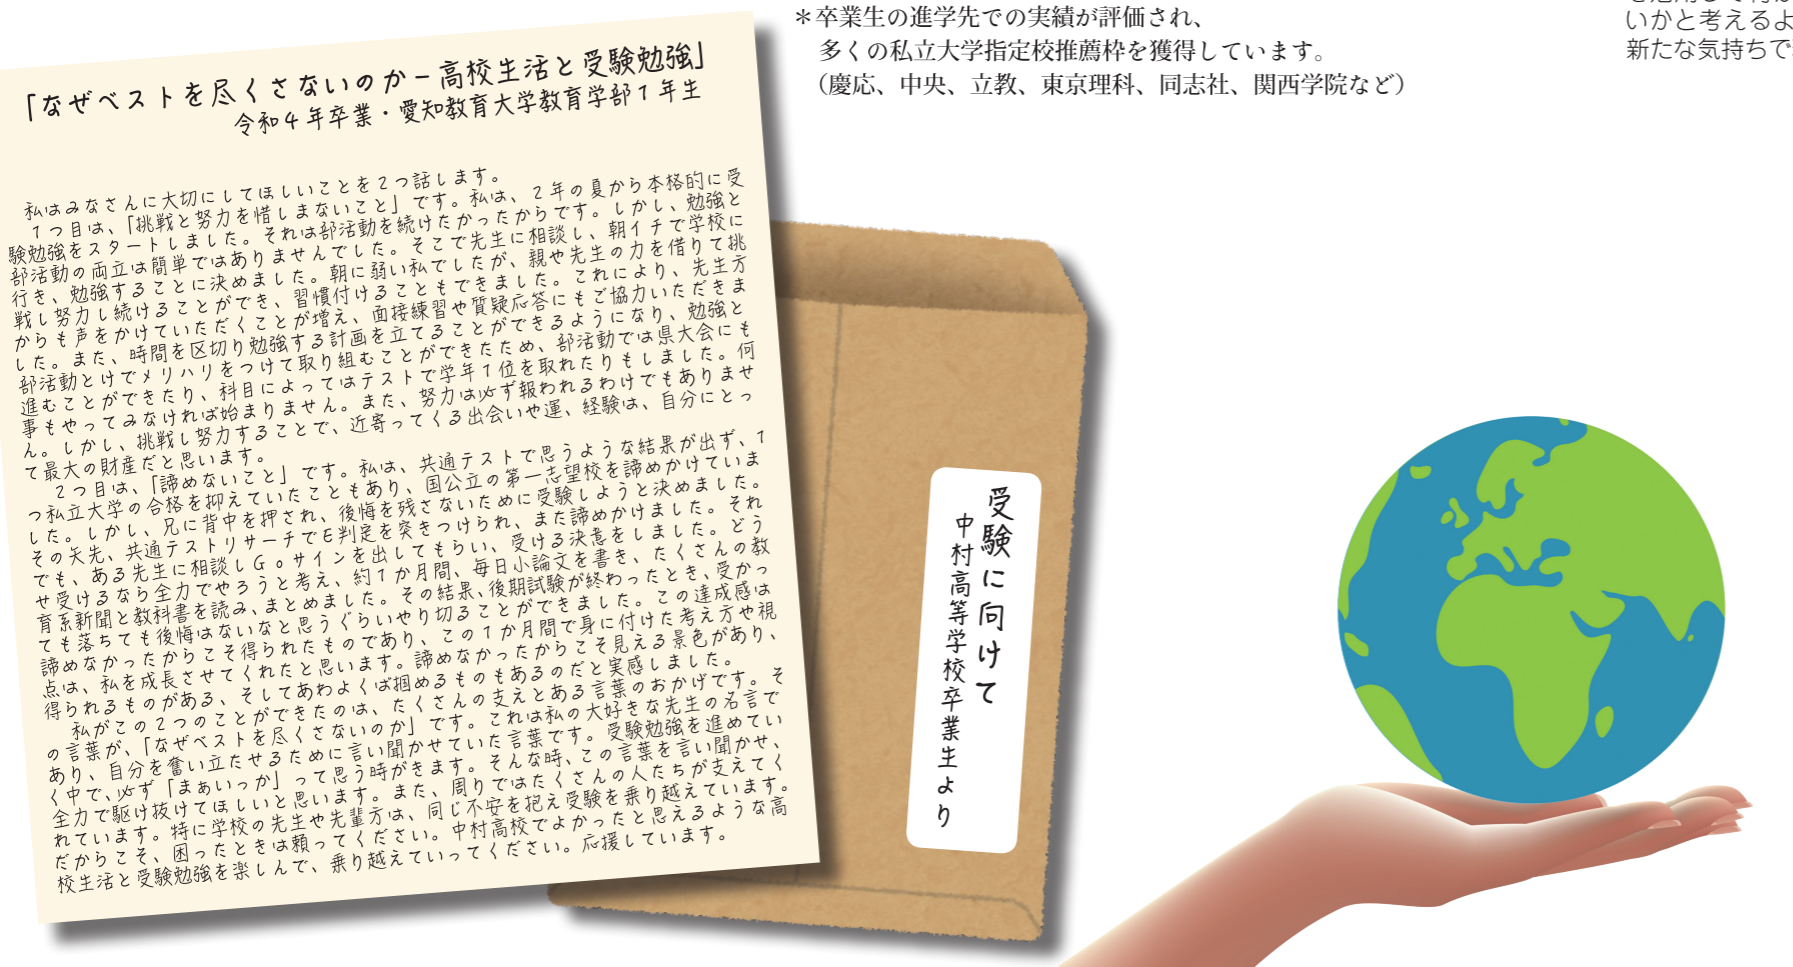 「なぜベストを尽くさないのかー高校生活と受験勉強」
令和4年卒業・愛知教育大学教育学部1年生
私はみなさんに大切にしてほしいことを2つ話します。
1つ目は、「挑戦と努力を惜しまないこと」です。私は、2年の夏から本格的に受
験勉強をスタートしました。それは部活動を続けたかったからです。しかし、勉強と
部活動の両立は簡単ではありませんでした。そこで先生に相談し、朝イチで学校に
行き、勉強することに決めました。朝に弱い私でしたが、親や先生の力を借りて挑
戦し努力し続けることができ、習慣付けることもできました。これにより、先生方
からも声をかけていただくことが増え、面接練習や質疑応答にもご協力いただきま
した。また、時間を区切り勉強する計画を立てることができるようになり、勉強と
部活動とけでメリハリをつけて取り組むことができたため、部活動では県大会にも
進むことができたり、科目によってはテストで学年1位を取れたりもしました。何
事もやってみなければ始まりません。また、努力は必ず報われるわけでもありませ
ん。しかし、挑戦し努力することで、近寄ってくる出会いや運、経験は、自分にとっ
て最大の財産だと思います。
2つ目は、「諦めないこと」です。私は、共通テストで思うような結果が出ず、1
つ私立大学の合格を抑えていたこともあり、国公立の第一志望校を諦めかけていま
した。しかし、兄に背中を押され、後悔を残さないために受験しようと決めました。
その矢先、共通テストリサーチでE判定を突きつけられ、また諦めかけました。それ
でも、ある先生に相談しG。サインを出してもらい、受ける決意をしました。どう
せ受けるなら全力でやろうと考え、約1か月間、毎日小論文を書き、たくさんの教
育系新聞と教科書を読み、まとめました。その結果、後期試験が終わったとき、受かっ
ても落ちても後悔はないなと思うぐらいやり切ることができました。この達成感は
諦めなかったからこそ得られたものであり、この1か月間で身に付けた考え方や視
点は、私を成長させてくれたと思います。諦めなかったからこそ見える景色があり、
得られるものがある、そしてあわよくば掴めるものもあるのだと実感しました。
私がこの2つのことができたのは、たくさんの支えとある言葉のおかげです。そ
の言葉が、「なぜベストを尽くさないのか」です。これは私の大好きな先生の名言で
あり、自分を奮い立たせるために言い聞かせていた言葉です。受験勉強を進めてい
く中で、必ず「まあいっか」って思う時がきます。そんな時、この言葉を言い聞かせ、
全力で駆け抜けてほしいと思います。また、周りではたくさんの人たちが支えてく
れています。特に学校の先生や先輩方は、同じ不安を抱え受験を乗り越えています。
だからこそ、困ったときは頼ってください。中村高校でよかったと思えるような高
校生活と受験勉強を楽しんで、乗り越えていってください。応援しています。
＊卒業生の進学先での実績が評価され、
多くの私立大学指定校推薦枠を獲得しています。
（慶応、中央、立教、東京理科、同志社、関西学院など）
受験に向けて
中村高等学校卒業生より
いかと考えるよ
新たな気持ちで